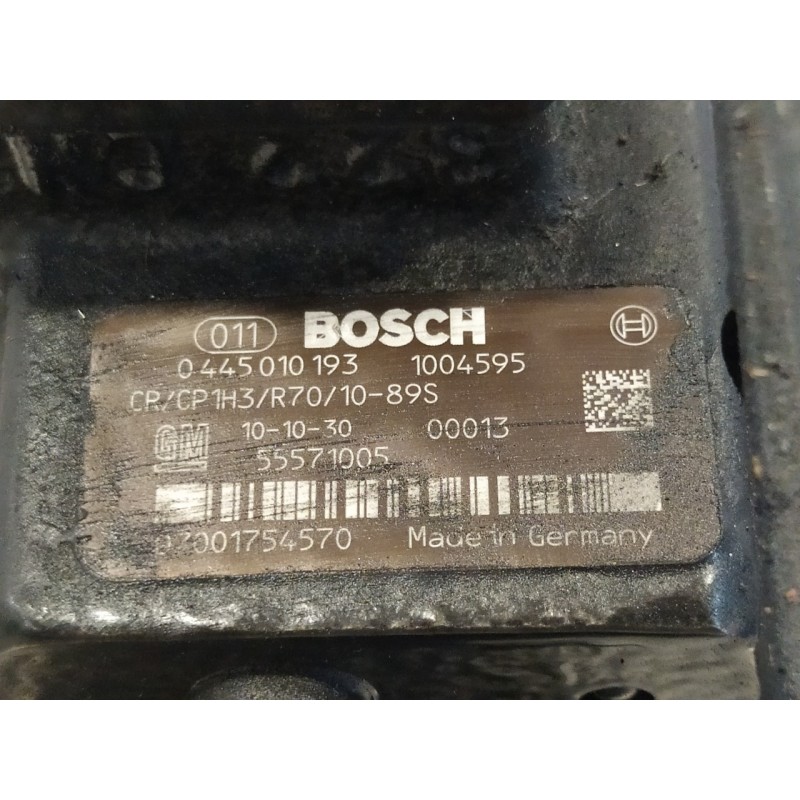 011 BOSCH
0 445 010 193 1004595
CR/CP1H3/R70/10-89S
GM 10-10-30 00013
55571005
07001754570 Made in Germany